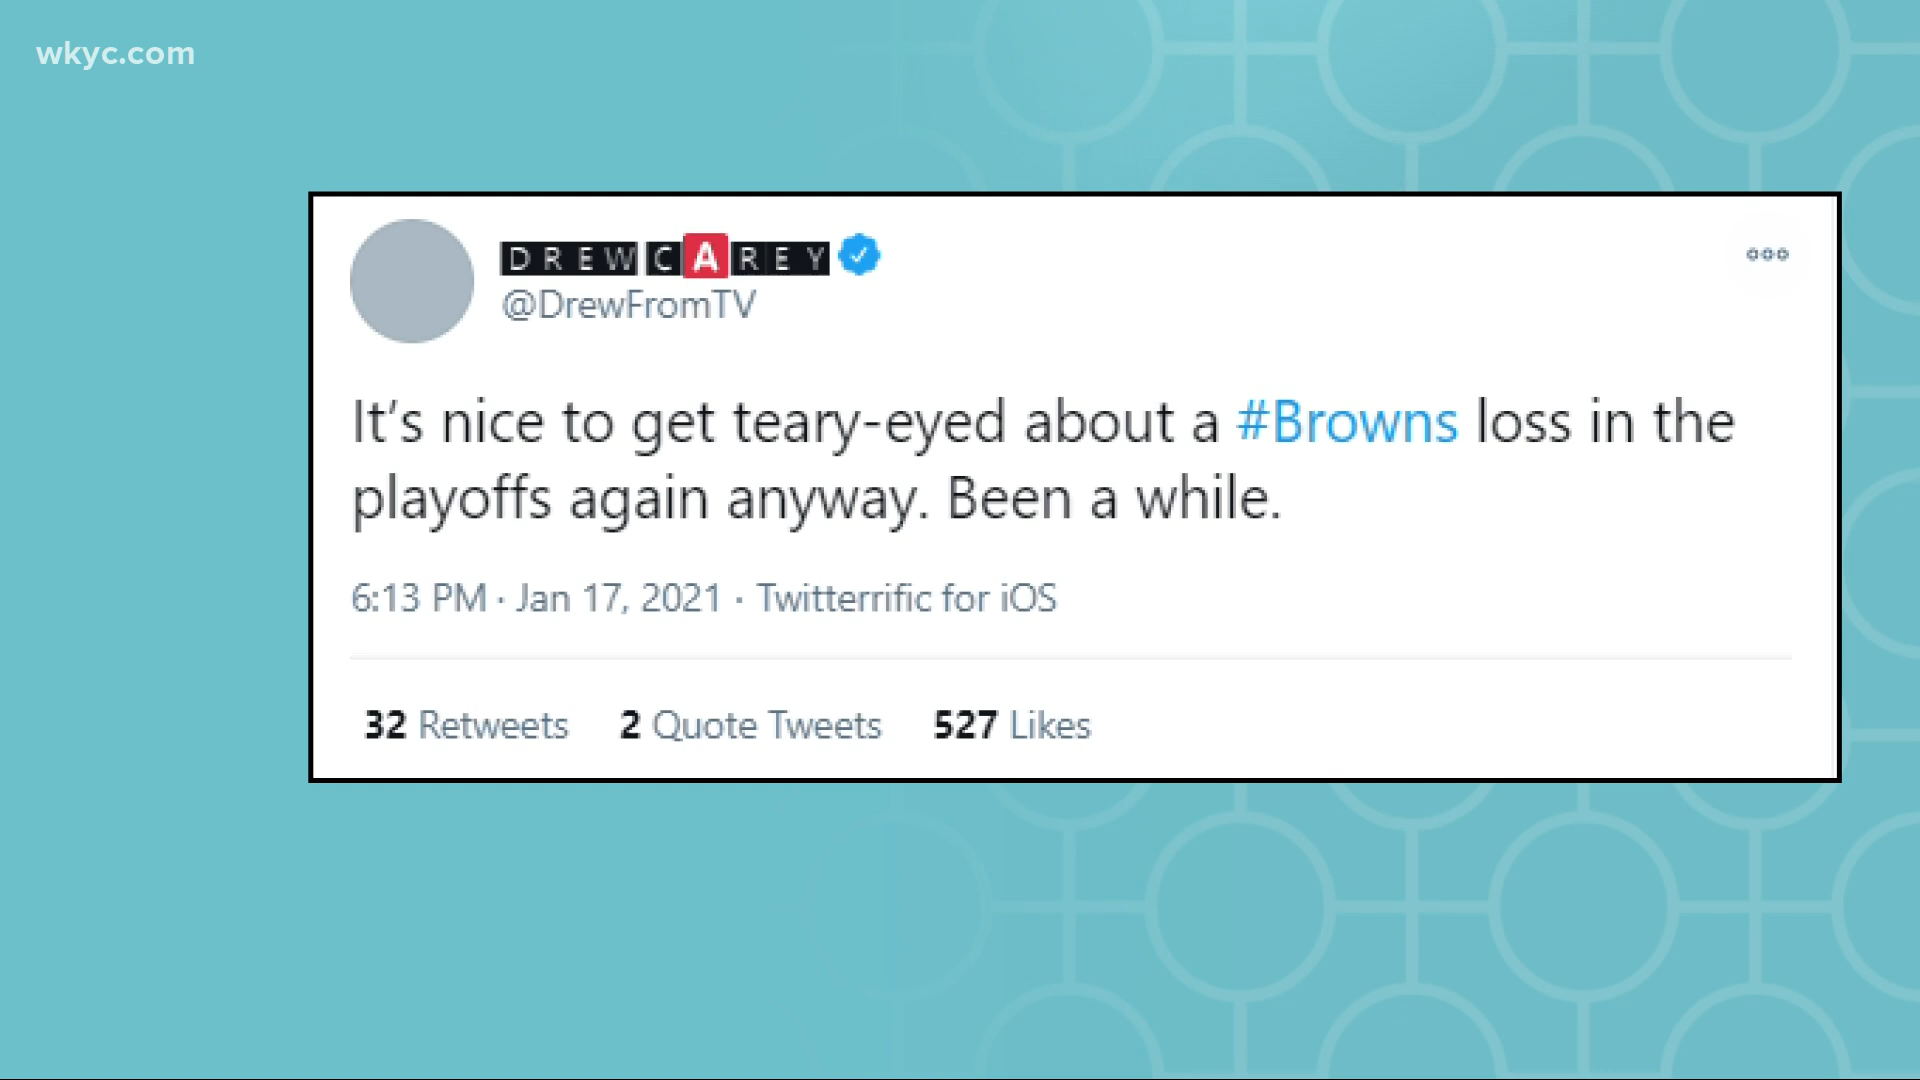 wkyc.com
DREW CAREY
@DrewFromTV
It's nice to get teary-eyed about a #Browns loss in the
playoffs again anyway. Been a while.
6:13 PM · Jan 17, 2021 · Twitterrific for iOS
32 Retweets 2 Quote Tweets 527 Likes